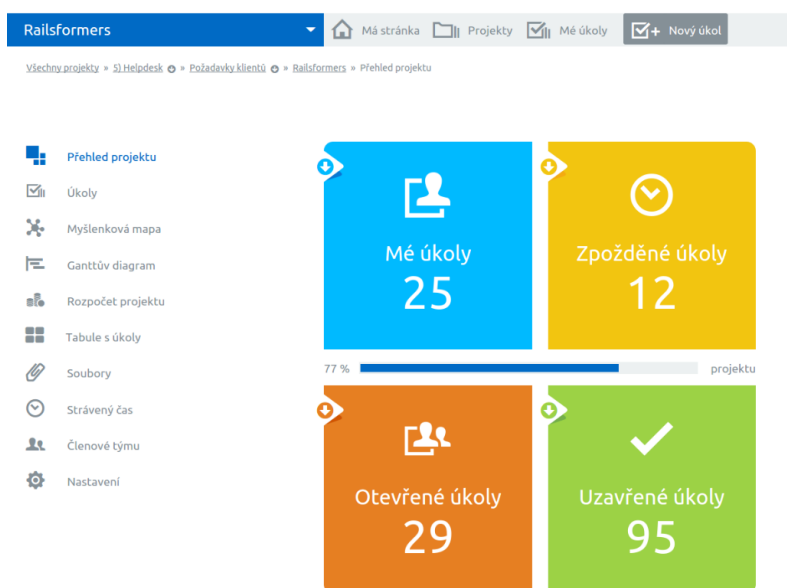 Railsformers
Má stránka Projekty Mé úkoly Nový úkol
Všechny projekty » 5) Helpdesk » Požadavky klientů » Railsformers » Přehled projektu
Přehled projektu
Úkoly
Myšlenková mapa
Ganttův diagram
Rozpočet projektu
Tabule s úkoly
Soubory
Strávený čas
Členové týmu
Nastavení
Mé úkoly
25
Zpožděné úkoly
12
77 % projektu
Otevřené úkoly
29
Uzavřené úkoly
95